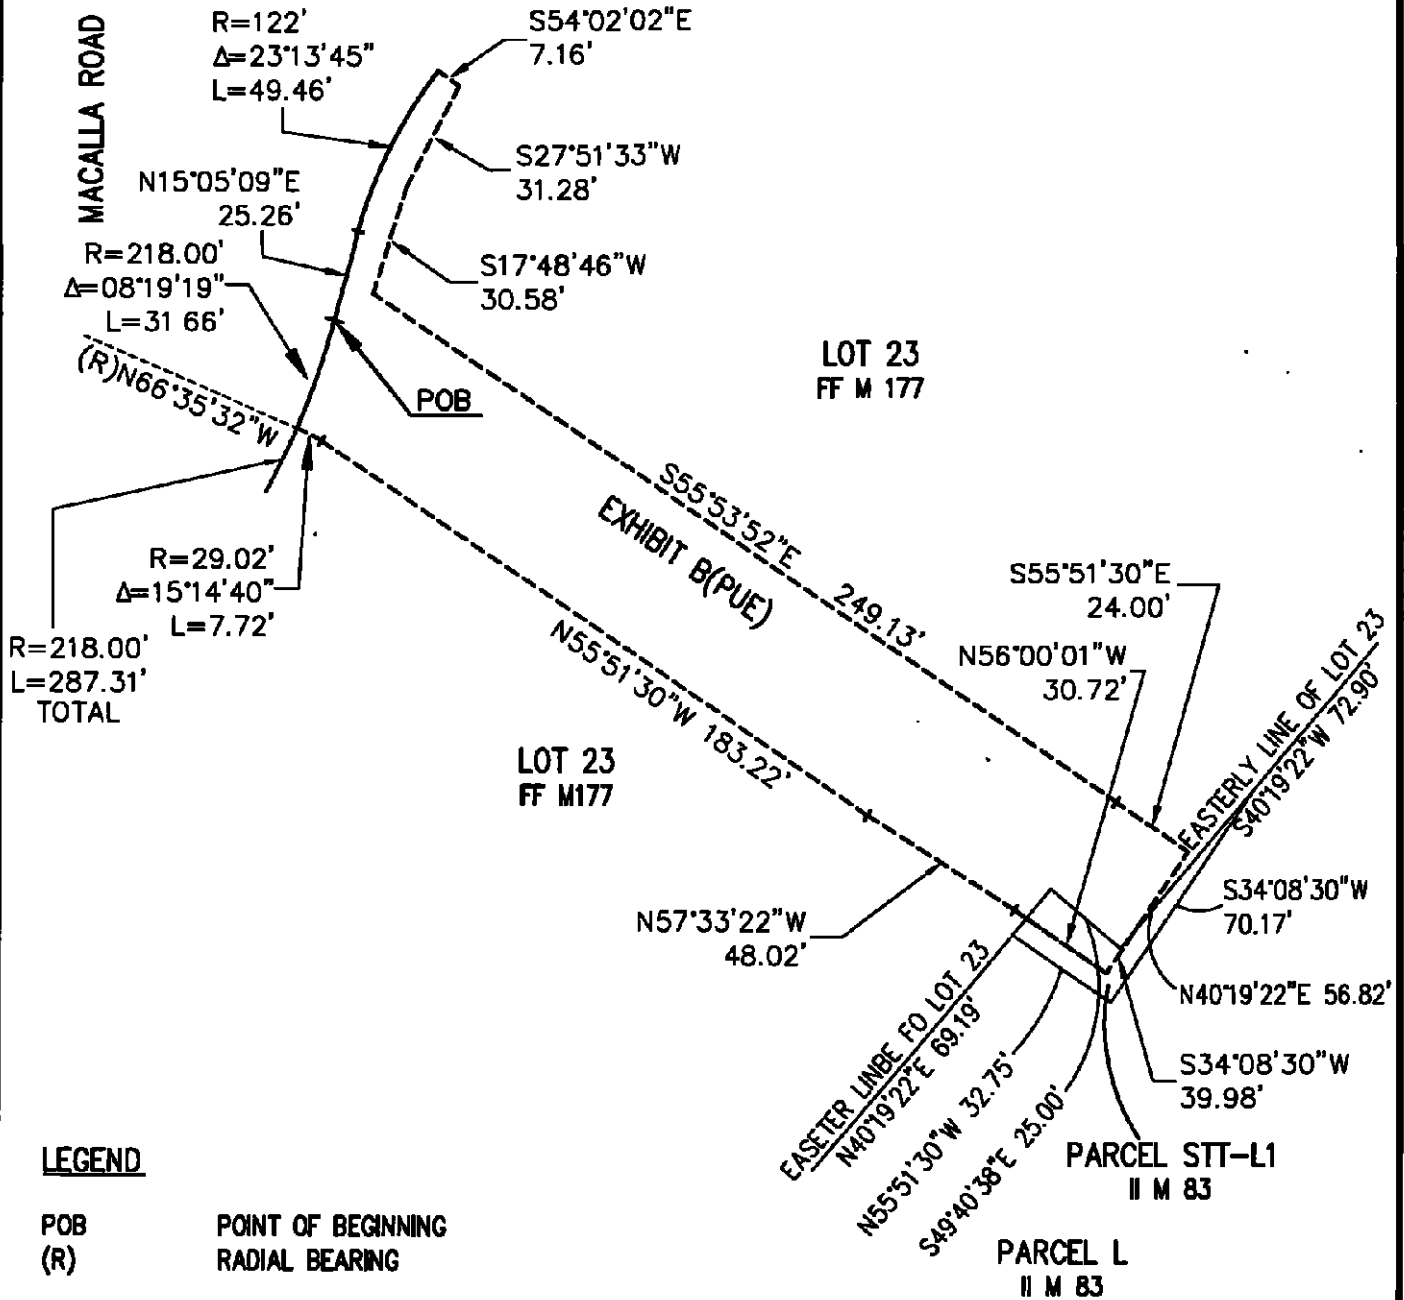 MACALLA ROAD
R=122'
Δ=23°13'45"
L=49.46'
S54°02'02"E
7.16'
S27°51'33"W
31.28'
N15°05'09"E
25.26'
S17°48'46"W
30.58'
R=218.00'
Δ=08°19'19"
L=31 66'
(R)N66°35'32"W
POB
LOT 23
FF M 177
S55°53'52"E 249.13'
EXHIBIT B(PUE)
R=29.02'
Δ=15°14'40"
L=7.72'
R=218.00'
L=287.31'
TOTAL
N55°51'30"W 183.22'
S55°51'30"E
24.00'
N56°00'01"W
30.72'
EASTERLY LINE OF LOT 23
S40°19'22"W 72.90'
LOT 23
FF M177
N57°33'22"W
48.02'
S34°08'30"W
70.17'
N40°19'22"E 56.82'
S34°08'30"W
39.98'
EASETER LINBE FO LOT 23
N40°19'22"E 69.19'
N55°51'30"W 32.75'
S49°40'38"E 25.00'
PARCEL STT-L1
II M 83
PARCEL L
II M 83
LEGEND
POB POINT OF BEGINNING
(R) RADIAL BEARING